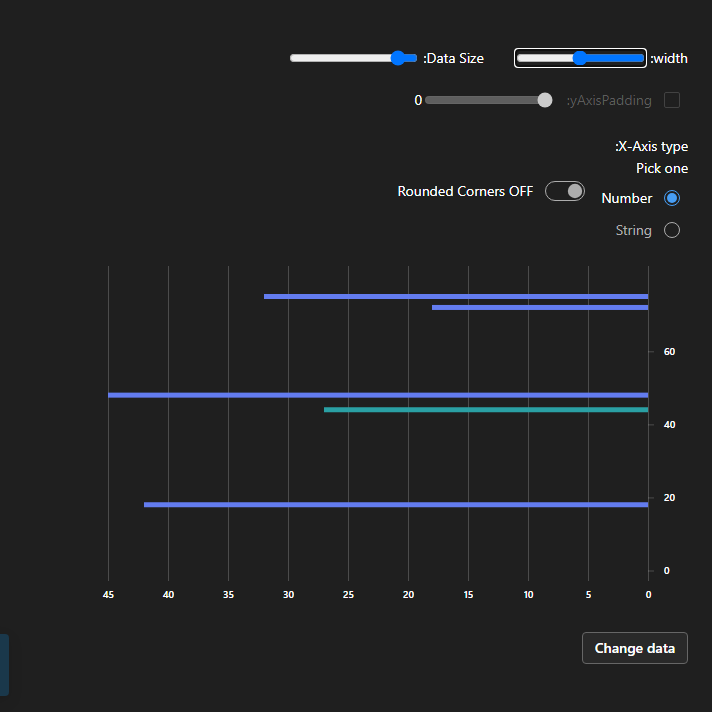 :width
:Data Size
:yAxisPadding
0
:X-Axis type
Pick one
Number
Rounded Corners OFF
String
60
40
20
0
45 40 35 30 25 20 15 10 5 0
Change data